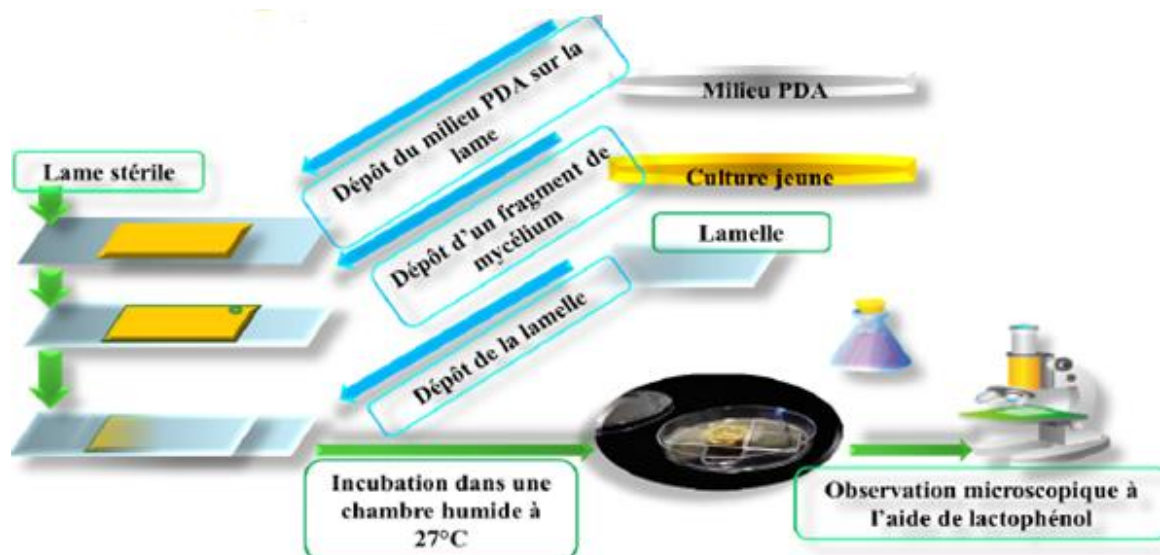 Milieu PDA
Dépôt du milieu PDA sur la
lame
Lame stérile
Culture jeune
Dépôt d'un fragment de
mycélium
Lamelle
Dépôt de la lamelle
Incubation dans une
chambre humide à
27°C
Observation microscopique à
l'aide de lactophénol